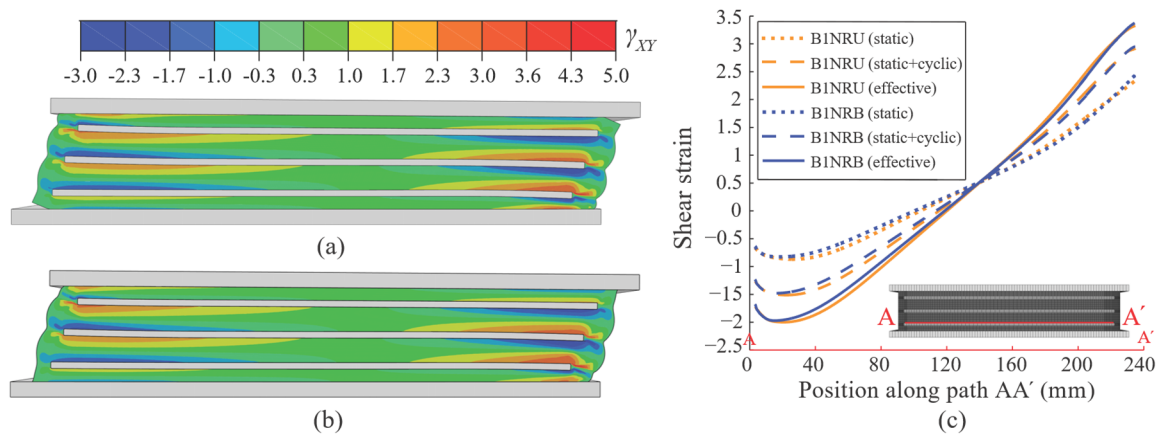 γXY
-3.0 -2.3 -1.7 -1.0 -0.3 0.3 1.0 1.7 2.3 3.0 3.6 4.3 5.0
(a)
(b)
(c)
3.5
3
2.5
2
1.5
1
0.5
0
−0.5
−1
−1.5
−2
−2.5
Shear strain
B1NRU (static)
B1NRU (static+cyclic)
B1NRU (effective)
B1NRB (static)
B1NRB (static+cyclic)
B1NRB (effective)
A A′
A A′
0 40 80 120 160 200 240
Position along path AA′ (mm)